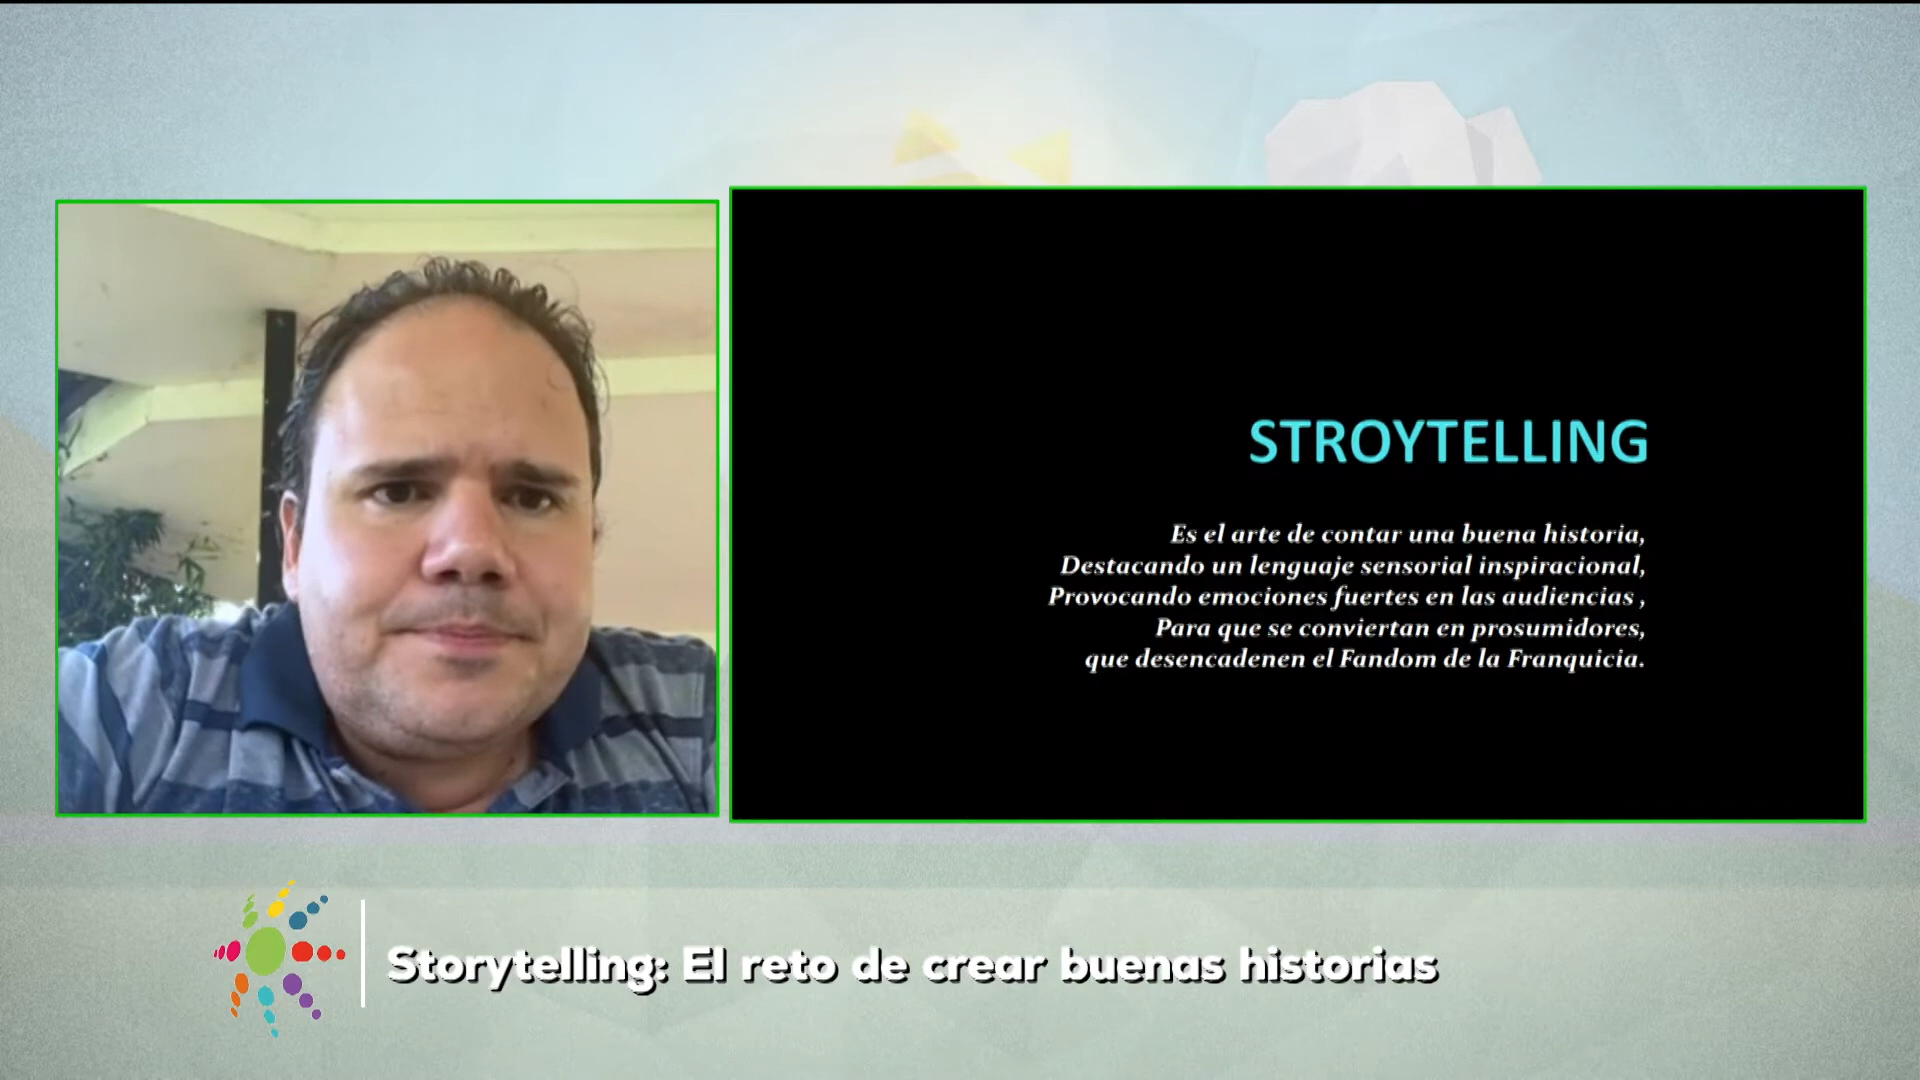 STROYTELLING
Es el arte de contar una buena historia,
Destacando un lenguaje sensorial inspiracional,
Provocando emociones fuertes en las audiencias ,
Para que se conviertan en prosumidores,
que desencadenen el Fandom de la Franquicia.
Storytelling: El reto de crear buenas historias